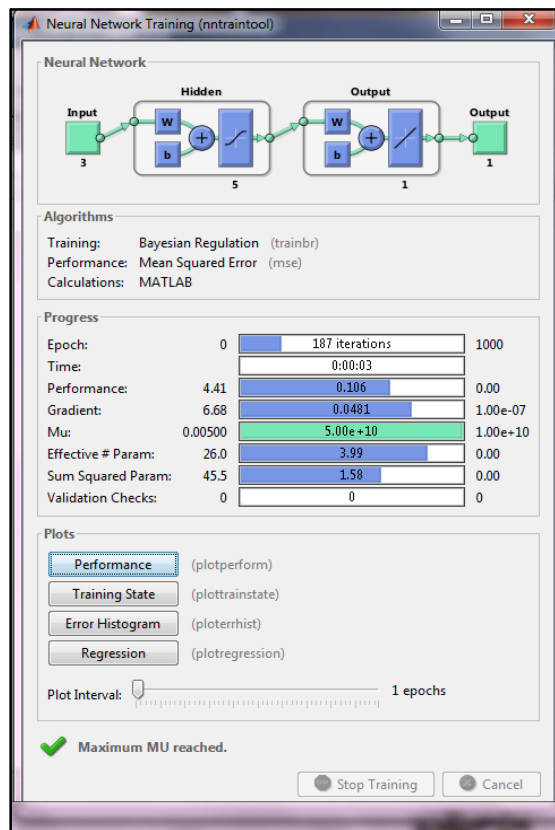 Neural Network Training (nntraintool)
Neural Network
Hidden Output
Input Output
W W
b b
3 5 1 1
Algorithms
Training: Bayesian Regulation (trainbr)
Performance: Mean Squared Error (mse)
Calculations: MATLAB
Progress
Epoch: 0 187 iterations 1000
Time: 0:00:03
Performance: 4.41 0.106 0.00
Gradient: 6.68 0.0481 1.00e-07
Mu: 0.00500 5.00e+10 1.00e+10
Effective # Param: 26.0 3.99 0.00
Sum Squared Param: 45.5 1.58 0.00
Validation Checks: 0 0 0
Plots
Performance (plotperform)
Training State (plottrainstate)
Error Histogram (ploterrhist)
Regression (plotregression)
Plot Interval: 1 epochs
Maximum MU reached.
Stop Training Cancel